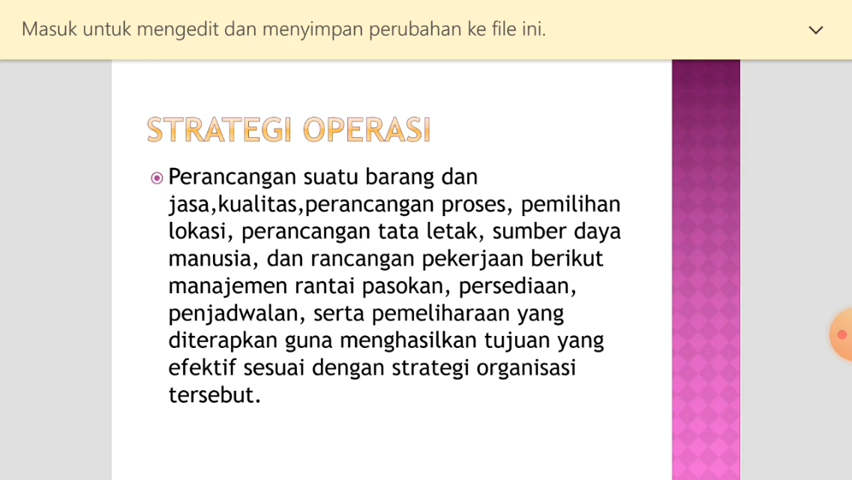 Masuk untuk mengedit dan menyimpan perubahan ke file ini.
STRATEGI OPERASI
Perancangan suatu barang dan
jasa,kualitas,perancangan proses, pemilihan
lokasi, perancangan tata letak, sumber daya
manusia, dan rancangan pekerjaan berikut
manajemen rantai pasokan, persediaan,
penjadwalan, serta pemeliharaan yang
diterapkan guna menghasilkan tujuan yang
efektif sesuai dengan strategi organisasi
tersebut.